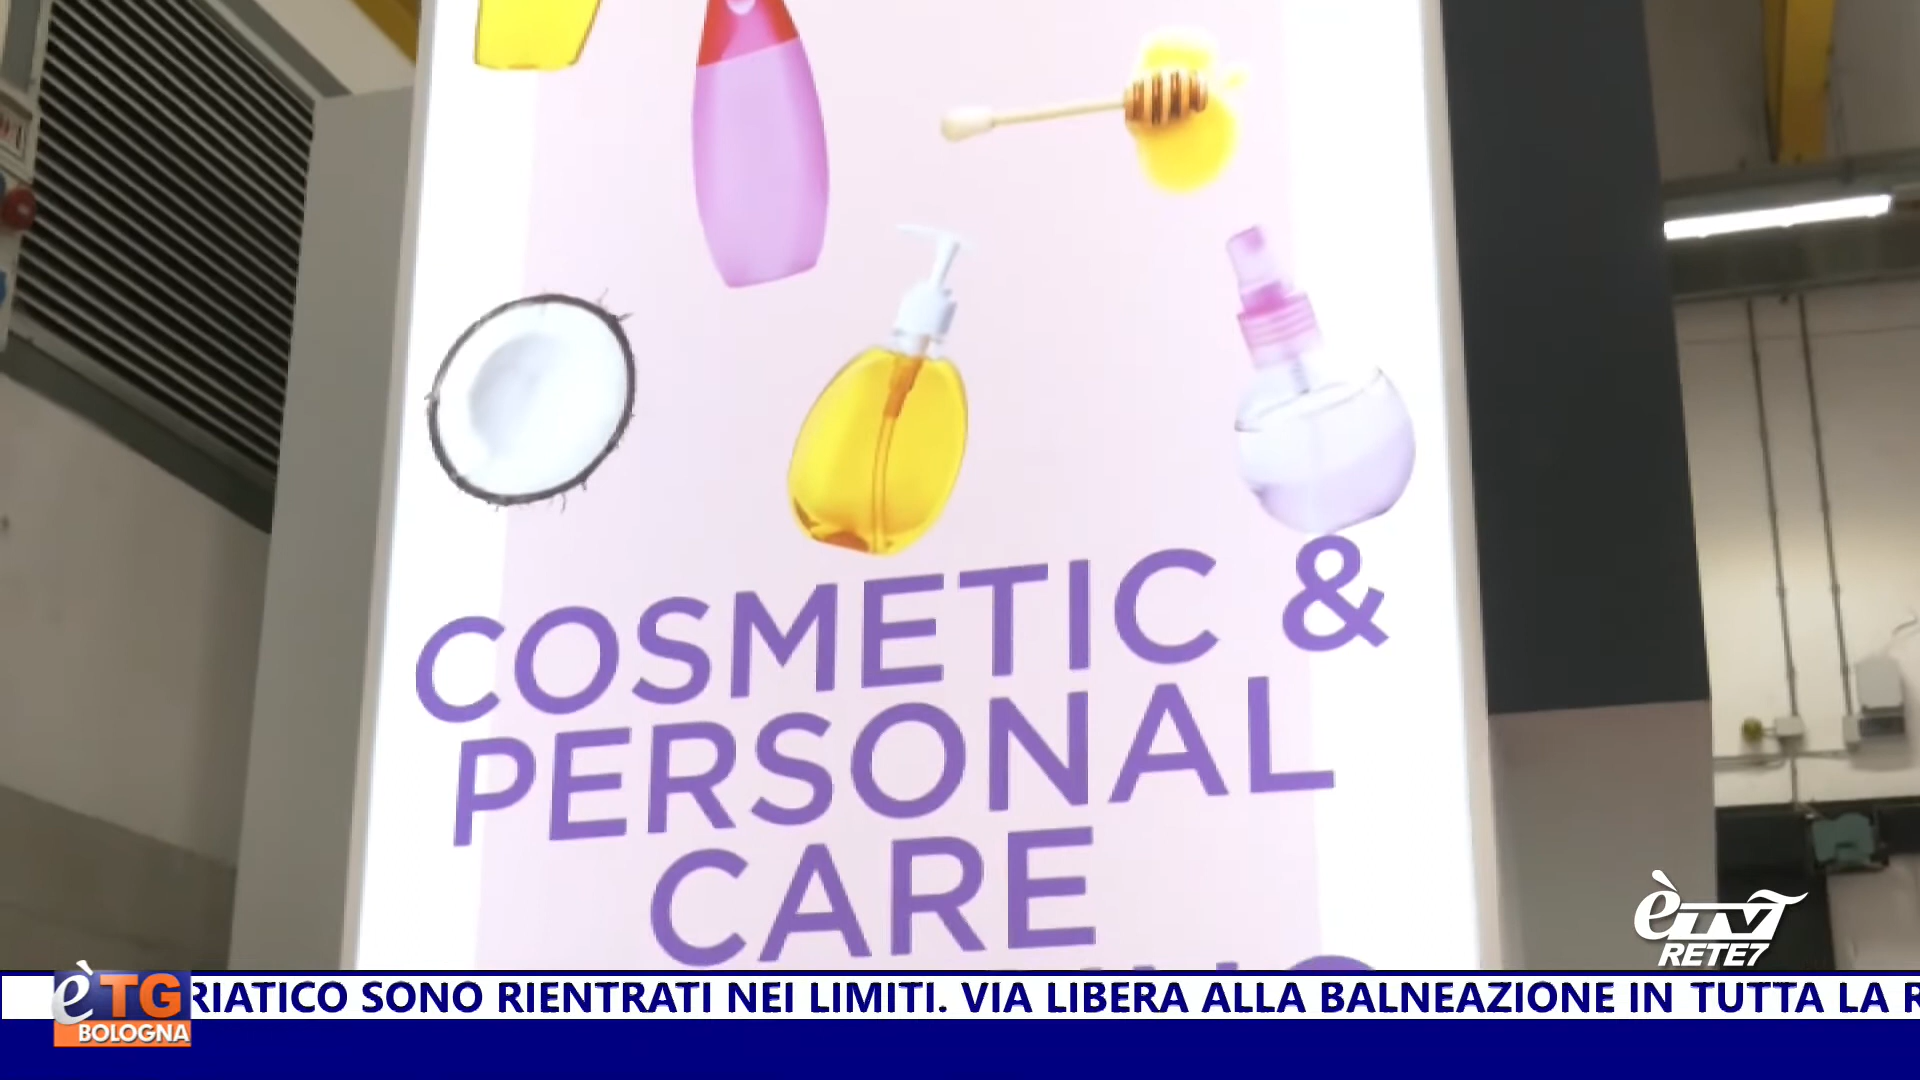 COSMETIC &
PERSONAL
CARE
èTV
RETE7
RIATICO SONO RIENTRATI NEI LIMITI. VIA LIBERA ALLA BALNEAZIONE IN TUTTA LA R
èTG
BOLOGNA